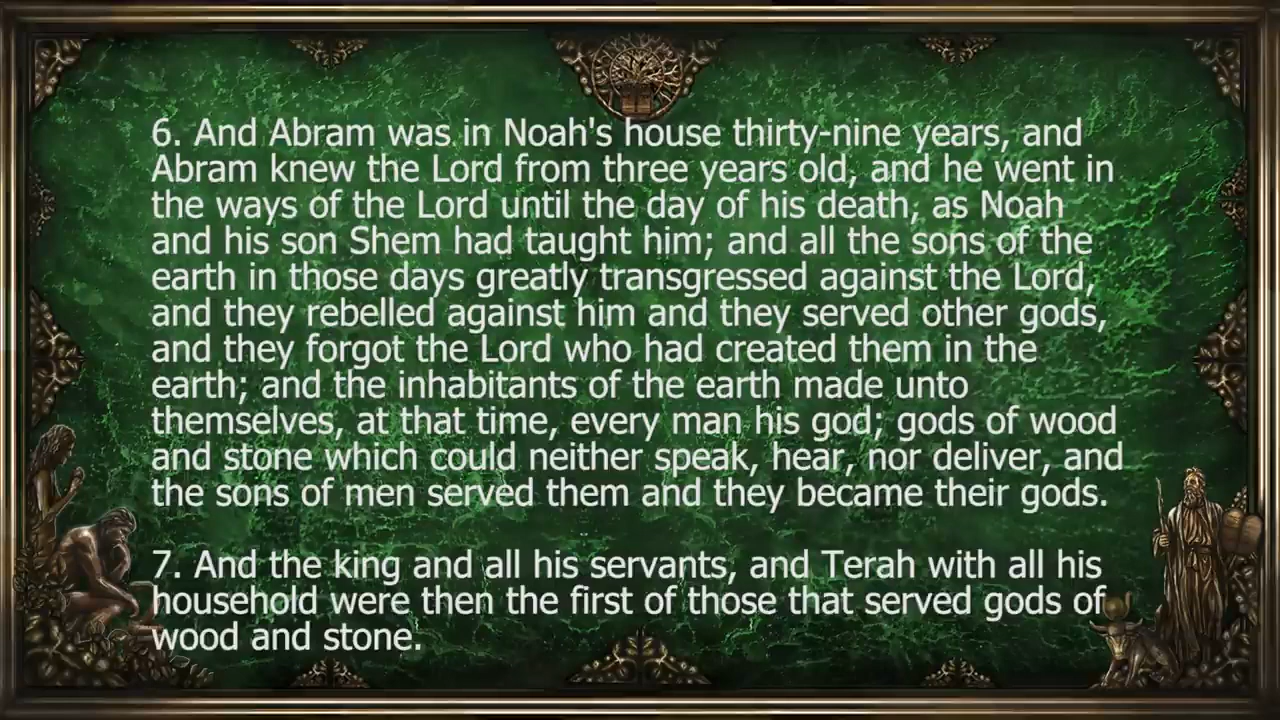 6. And Abram was in Noah's house thirty-nine years, and
Abram knew the Lord from three years old, and he went in
the ways of the Lord until the day of his death, as Noah
and his son Shem had taught him; and all the sons of the
earth in those days greatly transgressed against the Lord,
and they rebelled against him and they served other gods,
and they forgot the Lord who had created them in the
earth; and the inhabitants of the earth made unto
themselves, at that time, every man his god; gods of wood
and stone which could neither speak, hear, nor deliver, and
the sons of men served them and they became their gods.
7. And the king and all his servants, and Terah with all his
household were then the first of those that served gods of
wood and stone.